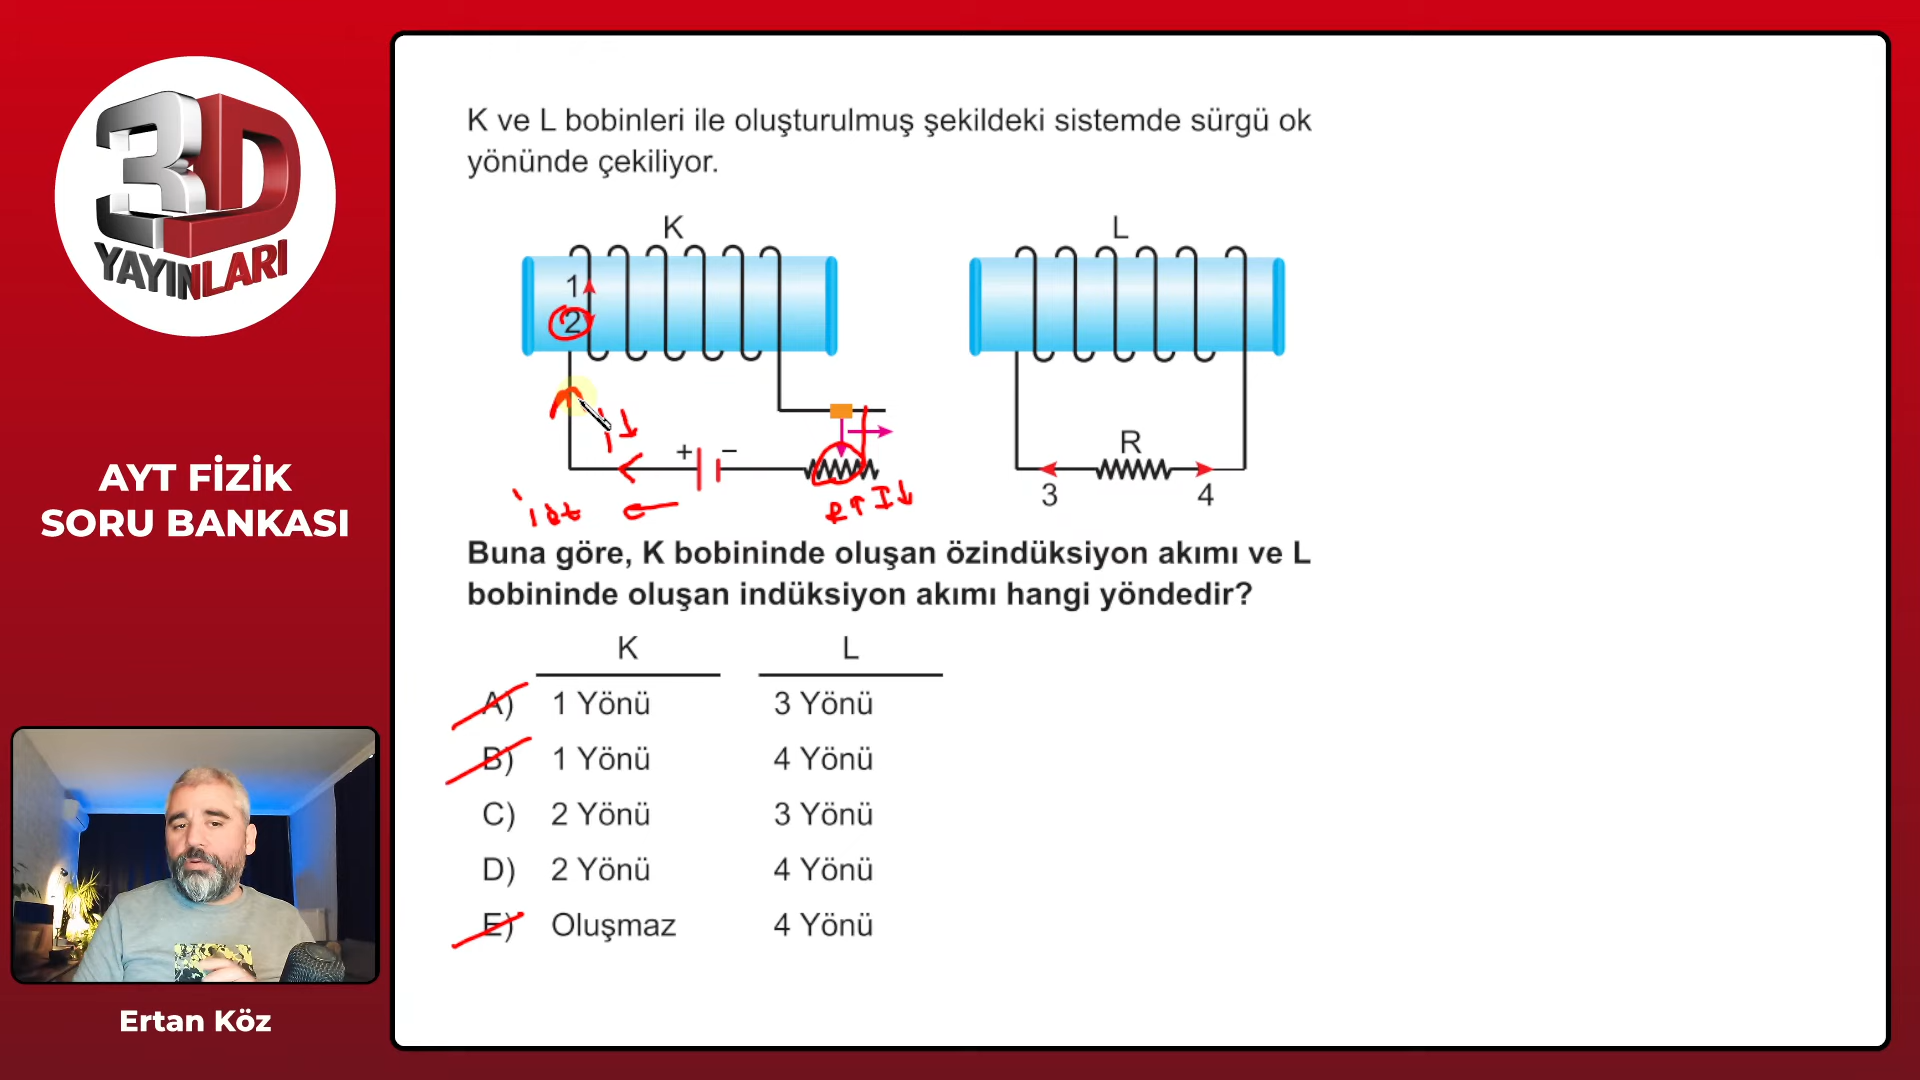 3D
YAYINLARI
AYT FİZİK
SORU BANKASI
Ertan Köz
K ve L bobinleri ile oluşturulmuş şekildeki sistemde sürgü ok
yönünde çekiliyor.
K
1
2
i↓
+ −
i öz
R↑ I↓
L
R
3
4
Buna göre, K bobininde oluşan özindüksiyon akımı ve L
bobininde oluşan indüksiyon akımı hangi yöndedir?
K L
A) 1 Yönü 3 Yönü
B) 1 Yönü 4 Yönü
C) 2 Yönü 3 Yönü
D) 2 Yönü 4 Yönü
E) Oluşmaz 4 Yönü